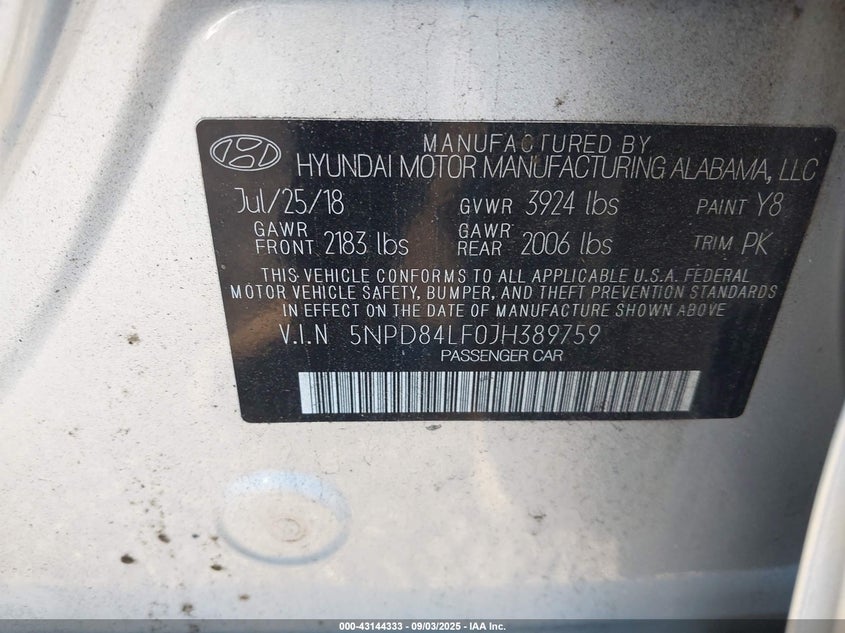 MANUFACTURED BY
HYUNDAI MOTOR MANUFACTURING ALABAMA, LLC
Jul/25/18 GVWR 3924 lbs PAINT Y8
GAWR FRONT 2183 lbs GAWR REAR 2006 lbs TRIM PK
THIS VEHICLE CONFORMS TO ALL APPLICABLE U.S.A. FEDERAL
MOTOR VEHICLE SAFETY, BUMPER, AND THEFT PREVENTION STANDARDS
IN EFFECT ON THE DATE OF MANUFACTURE SHOWN ABOVE
V.I.N 5NPD84LF0JH389759
PASSENGER CAR
000-43144333 - 09/03/2025 - IAA Inc.